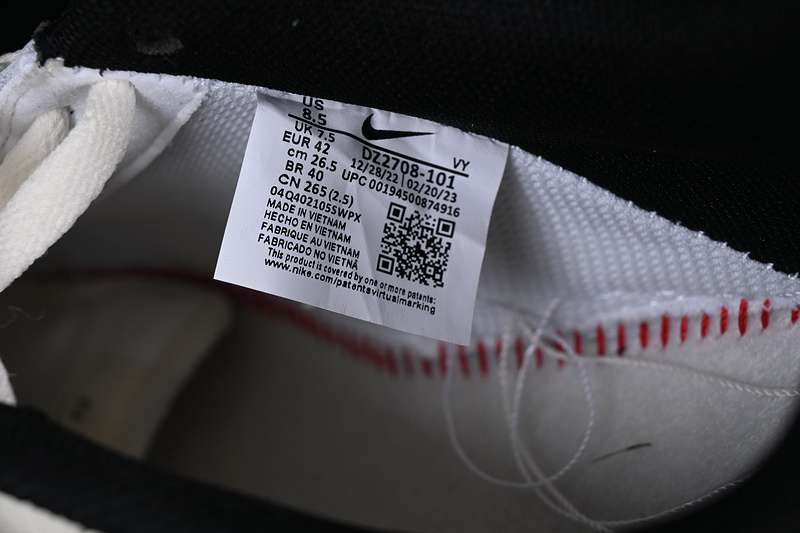 US 8.5
UK 7.5
EUR 42
cm 26.5
BR 40
CN 265(2.5)
DZ2708-101 VY
12/28/22 | 02/20/23
UPC 00194500874916
04Q402105SWPX
MADE IN VIETNAM
HECHO EN VIETNAM
FABRIQUE AU VIETNAM
FABRICADO NO VIETNÃ
This product is covered by one or more patents:
www.nike.com/patentsvirtualmarking